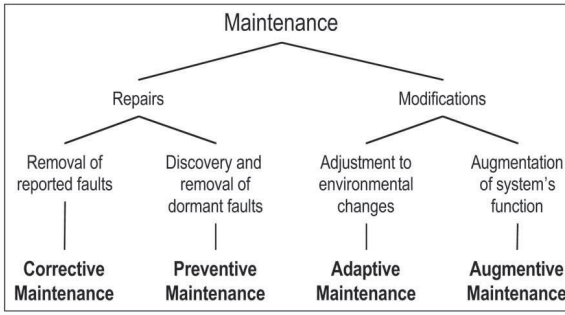 Maintenance
Repairs
Modifications
Removal of
reported faults
Discovery and
removal of
dormant faults
Adjustment to
environmental
changes
Augmentation
of system's
function
Corrective
Maintenance
Preventive
Maintenance
Adaptive
Maintenance
Augmentive
Maintenance